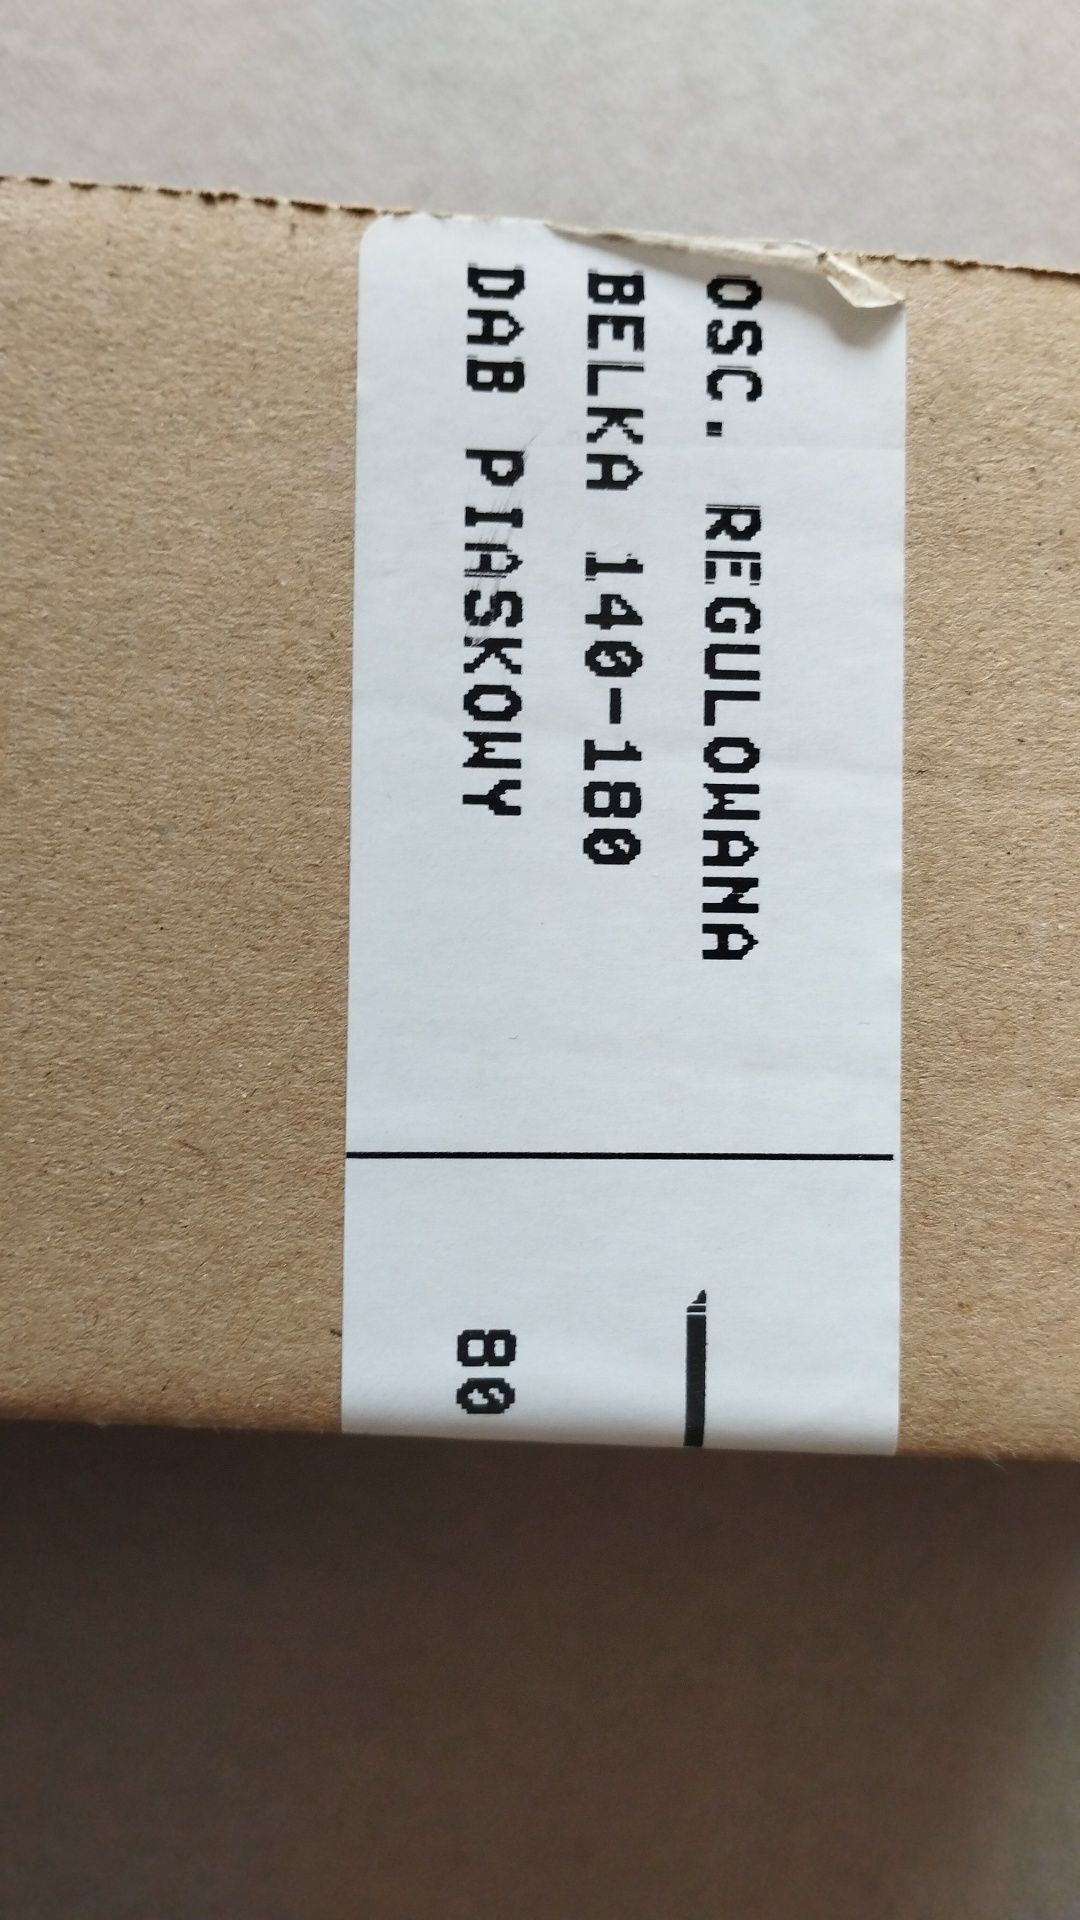 OSC. REGULOWANA
BELKA 140-180
DAB PIASKOWY
80